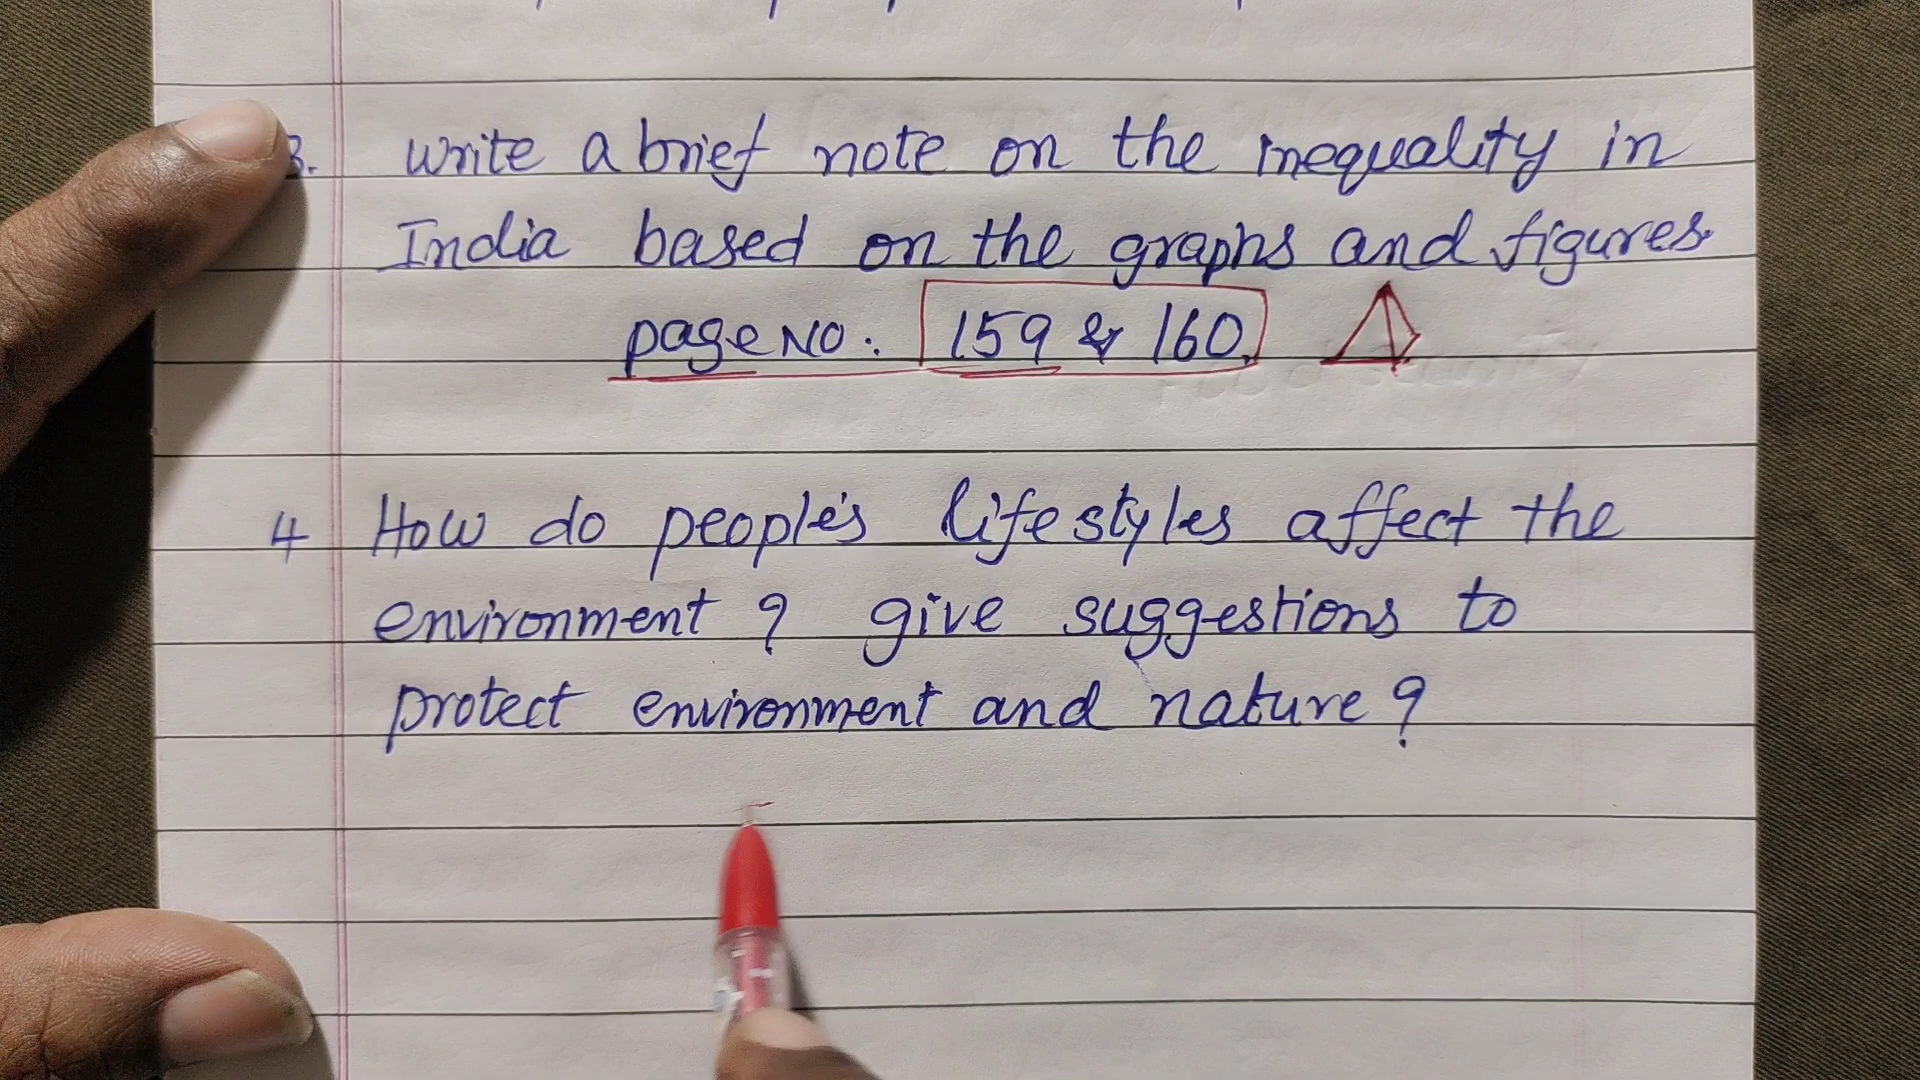 3. Write a brief note on the inequality in
India based on the graphs and figures.
page NO: 159 & 160.
4 How do people's lifestyles affect the
environment? give suggestions to
protect environment and nature?